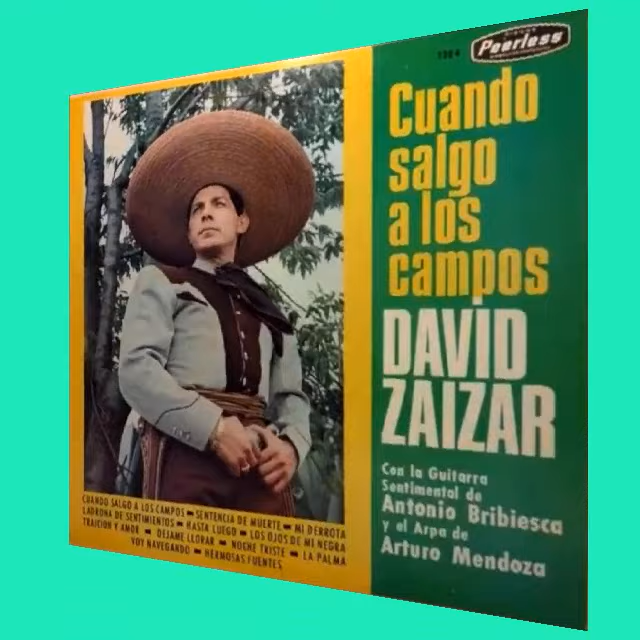 1384
DISCOS
Peerless
Cuando
salgo
a los
campos
DAVID
ZAIZAR
Con la Guitarra
Sentimental de
Antonio Bribiesca
y el Arpa de
Arturo Mendoza
CUANDO SALGO A LOS CAMPOS - SENTENCIA DE MUERTE - MI DERROTA
LADRONA DE SENTIMIENTOS - HASTA LUEGO - LOS OJOS DE MI NEGRA
TRAICION Y AMOR - DEJAME LLORAR - NOCHE TRISTE - LA PALMA
VOY NAVEGANDO - HERMOSAS FUENTES